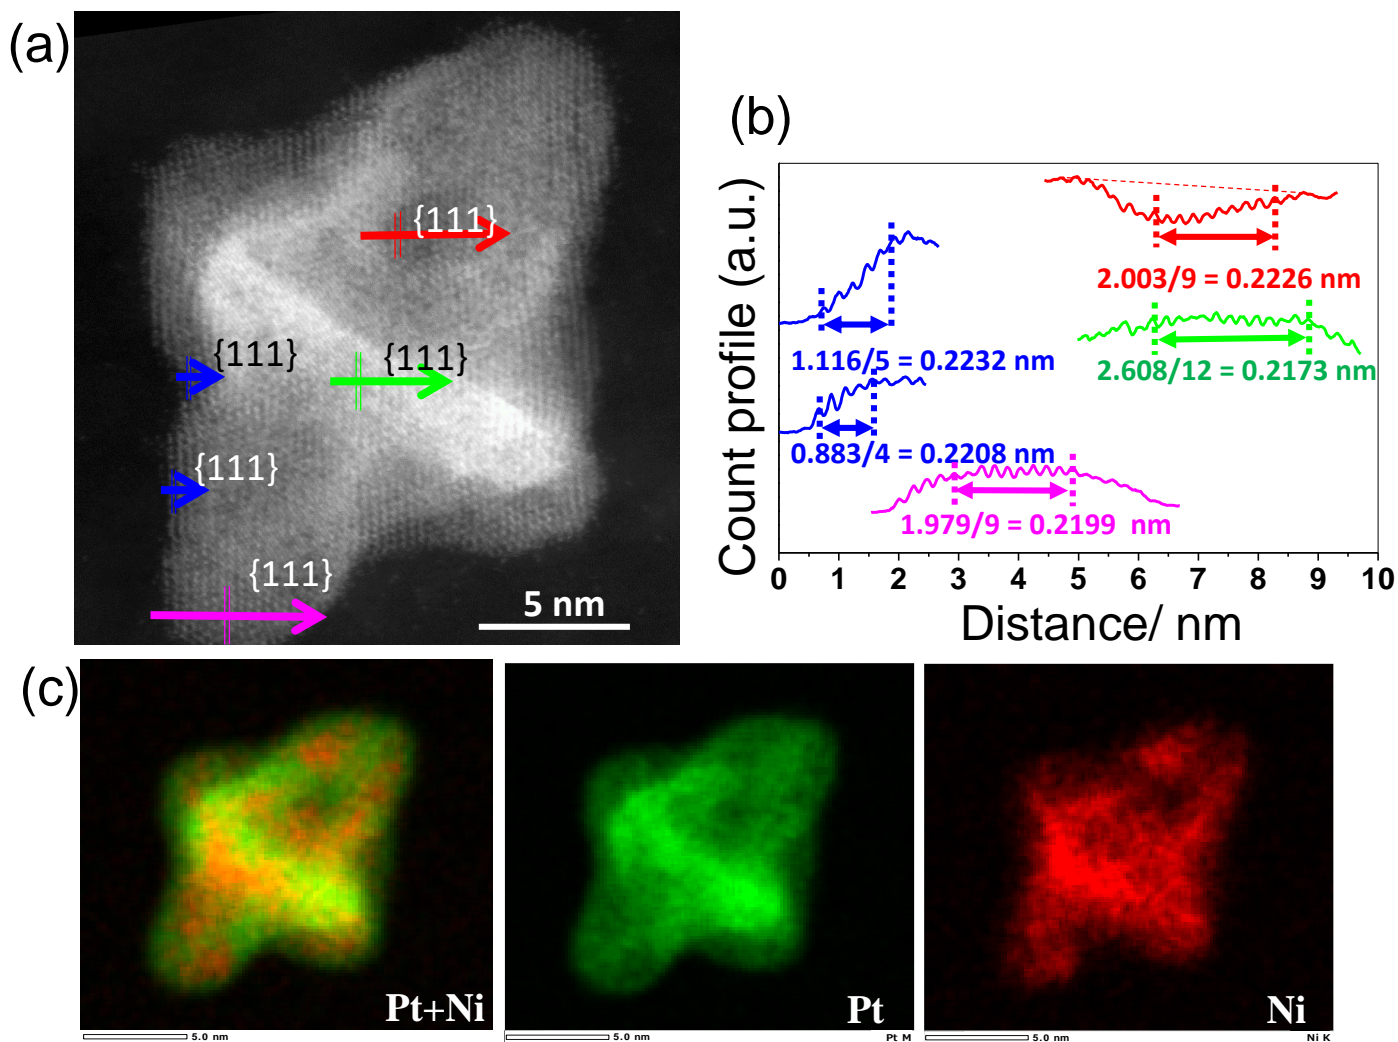 (a)
{111}
{111}
{111}
{111}
{111}
5 nm
(b)
Count profile (a.u.)
2.003/9 = 0.2226 nm
1.116/5 = 0.2232 nm
2.608/12 = 0.2173 nm
0.883/4 = 0.2208 nm
1.979/9 = 0.2199 nm
0 1 2 3 4 5 6 7 8 9 10
Distance/ nm
(c)
Pt+Ni
Pt
Ni
5.0 nm
5.0 nm
Pt M
5.0 nm
Ni K